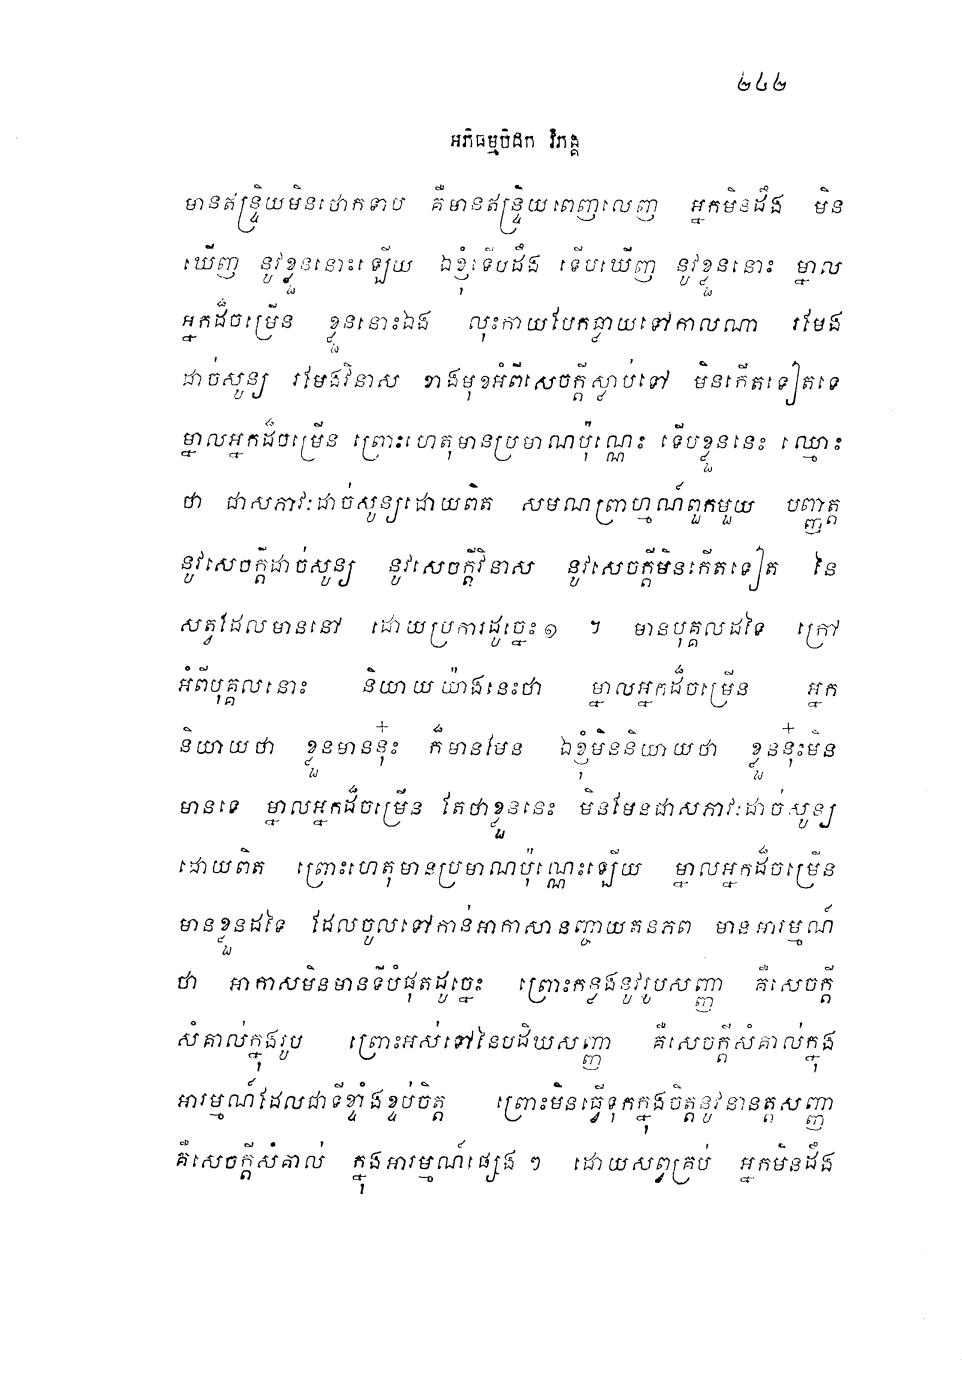 ២៤២
អភិធម្មបិដក វិភង្គ
មានឥន្ទ្រិយមិនថោកទាប គឺមានឥន្ទ្រិយពេញលេញ អ្នកមិនដឹង មិន
ឃើញ នូវខ្លួននោះឡើយ ឯខ្ញុំទើបដឹង ទើបឃើញ នូវខ្លួននោះ ម្នាល
អ្នកដ៏ចម្រើន ខ្លួននោះឯង លុះកាយបែកធ្លាយទៅកាលណា រមែង
ដាច់សូន្យ រមែងវិនាស ខាងមុខអំពីសេចក្តីស្លាប់ទៅ មិនកើតទៀតទេ
ម្នាលអ្នកដ៏ចម្រើន ព្រោះហេតុមានប្រមាណប៉ុណ្ណេះ ទើបខ្លួននេះ ឈ្មោះ
ថា ជាសភាវៈដាច់សូន្យដោយពិត សមណព្រាហ្មណ៍ពួកមួយ បញ្ញត្ត
នូវសេចក្តីដាច់សូន្យ នូវសេចក្តីវិនាស នូវសេចក្តីមិនកើតទៀត នៃ
សត្វដែលមាននៅ ដោយប្រការដូច្នេះ១ ។ មានបុគ្គលដទៃ ក្រៅ
អំពីបុគ្គលនោះ និយាយយ៉ាងនេះថា ម្នាលអ្នកដ៏ចម្រើន អ្នក
និយាយថា ខ្លួនមាននុ៎ះ ក៏មានមែន ឯខ្ញុំមិននិយាយថា ខ្លួននុ៎ះមិន
មានទេ ម្នាលអ្នកដ៏ចម្រើន តែថាខ្លួននេះ មិនមែនជាសភាវៈដាច់សូន្យ
ដោយពិត ព្រោះហេតុមានប្រមាណប៉ុណ្ណេះឡើយ ម្នាលអ្នកដ៏ចម្រើន
មានខ្លួនដទៃ ដែលចូលទៅកាន់អាកាសានញ្ចាយតនភព មានអារម្មណ៍
ថា អាកាសមិនមានទីបំផុតដូច្នេះ ព្រោះកន្លងនូវរូបសញ្ញា គឺសេចក្តី
សំគាល់ក្នុងរូប ព្រោះអស់ទៅនៃបដិឃសញ្ញា គឺសេចក្តីសំគាល់ក្នុង
អារម្មណ៍ដែលជាទីខ្ទាំងខ្ទប់ចិត្ត ព្រោះមិនធ្វើទុកក្នុងចិត្តនូវនានត្តសញ្ញា
គឺសេចក្តីសំគាល់ ក្នុងអារម្មណ៍ផ្សេង ៗ ដោយសព្វគ្រប់ អ្នកមិនដឹង